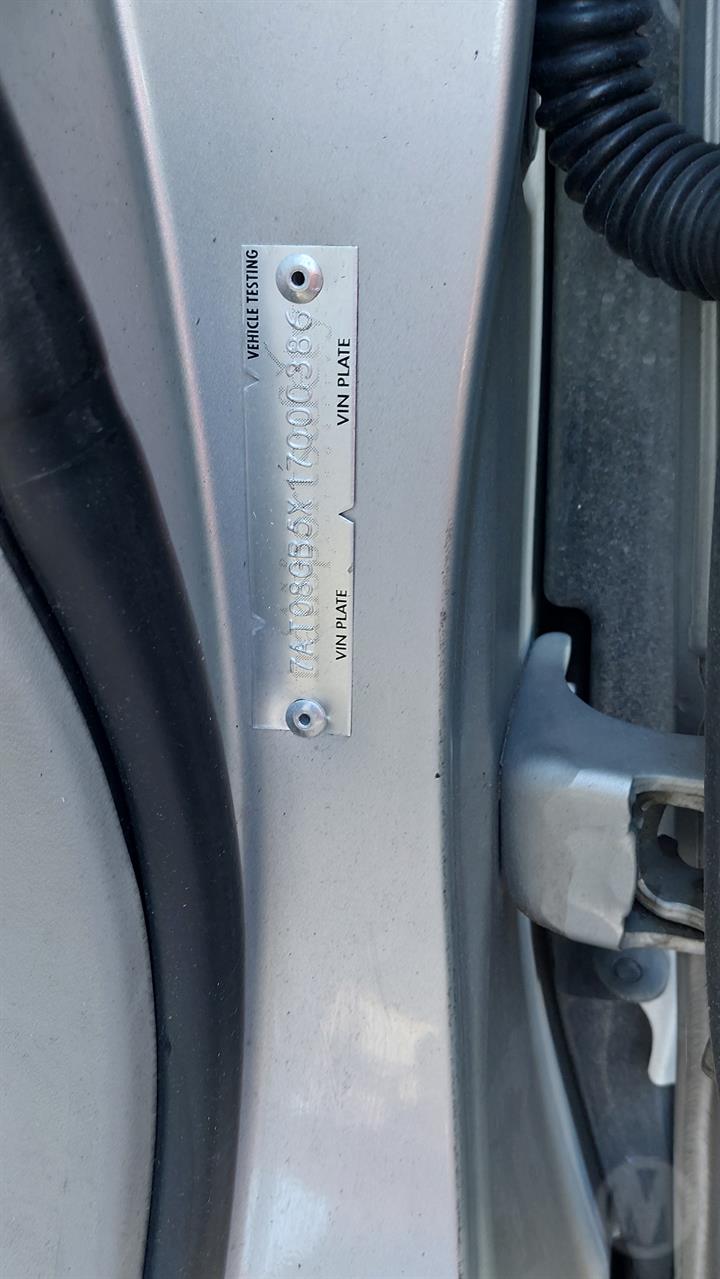 VEHICLE TESTING
7AT08GB5X17000386
VIN PLATE VIN PLATE